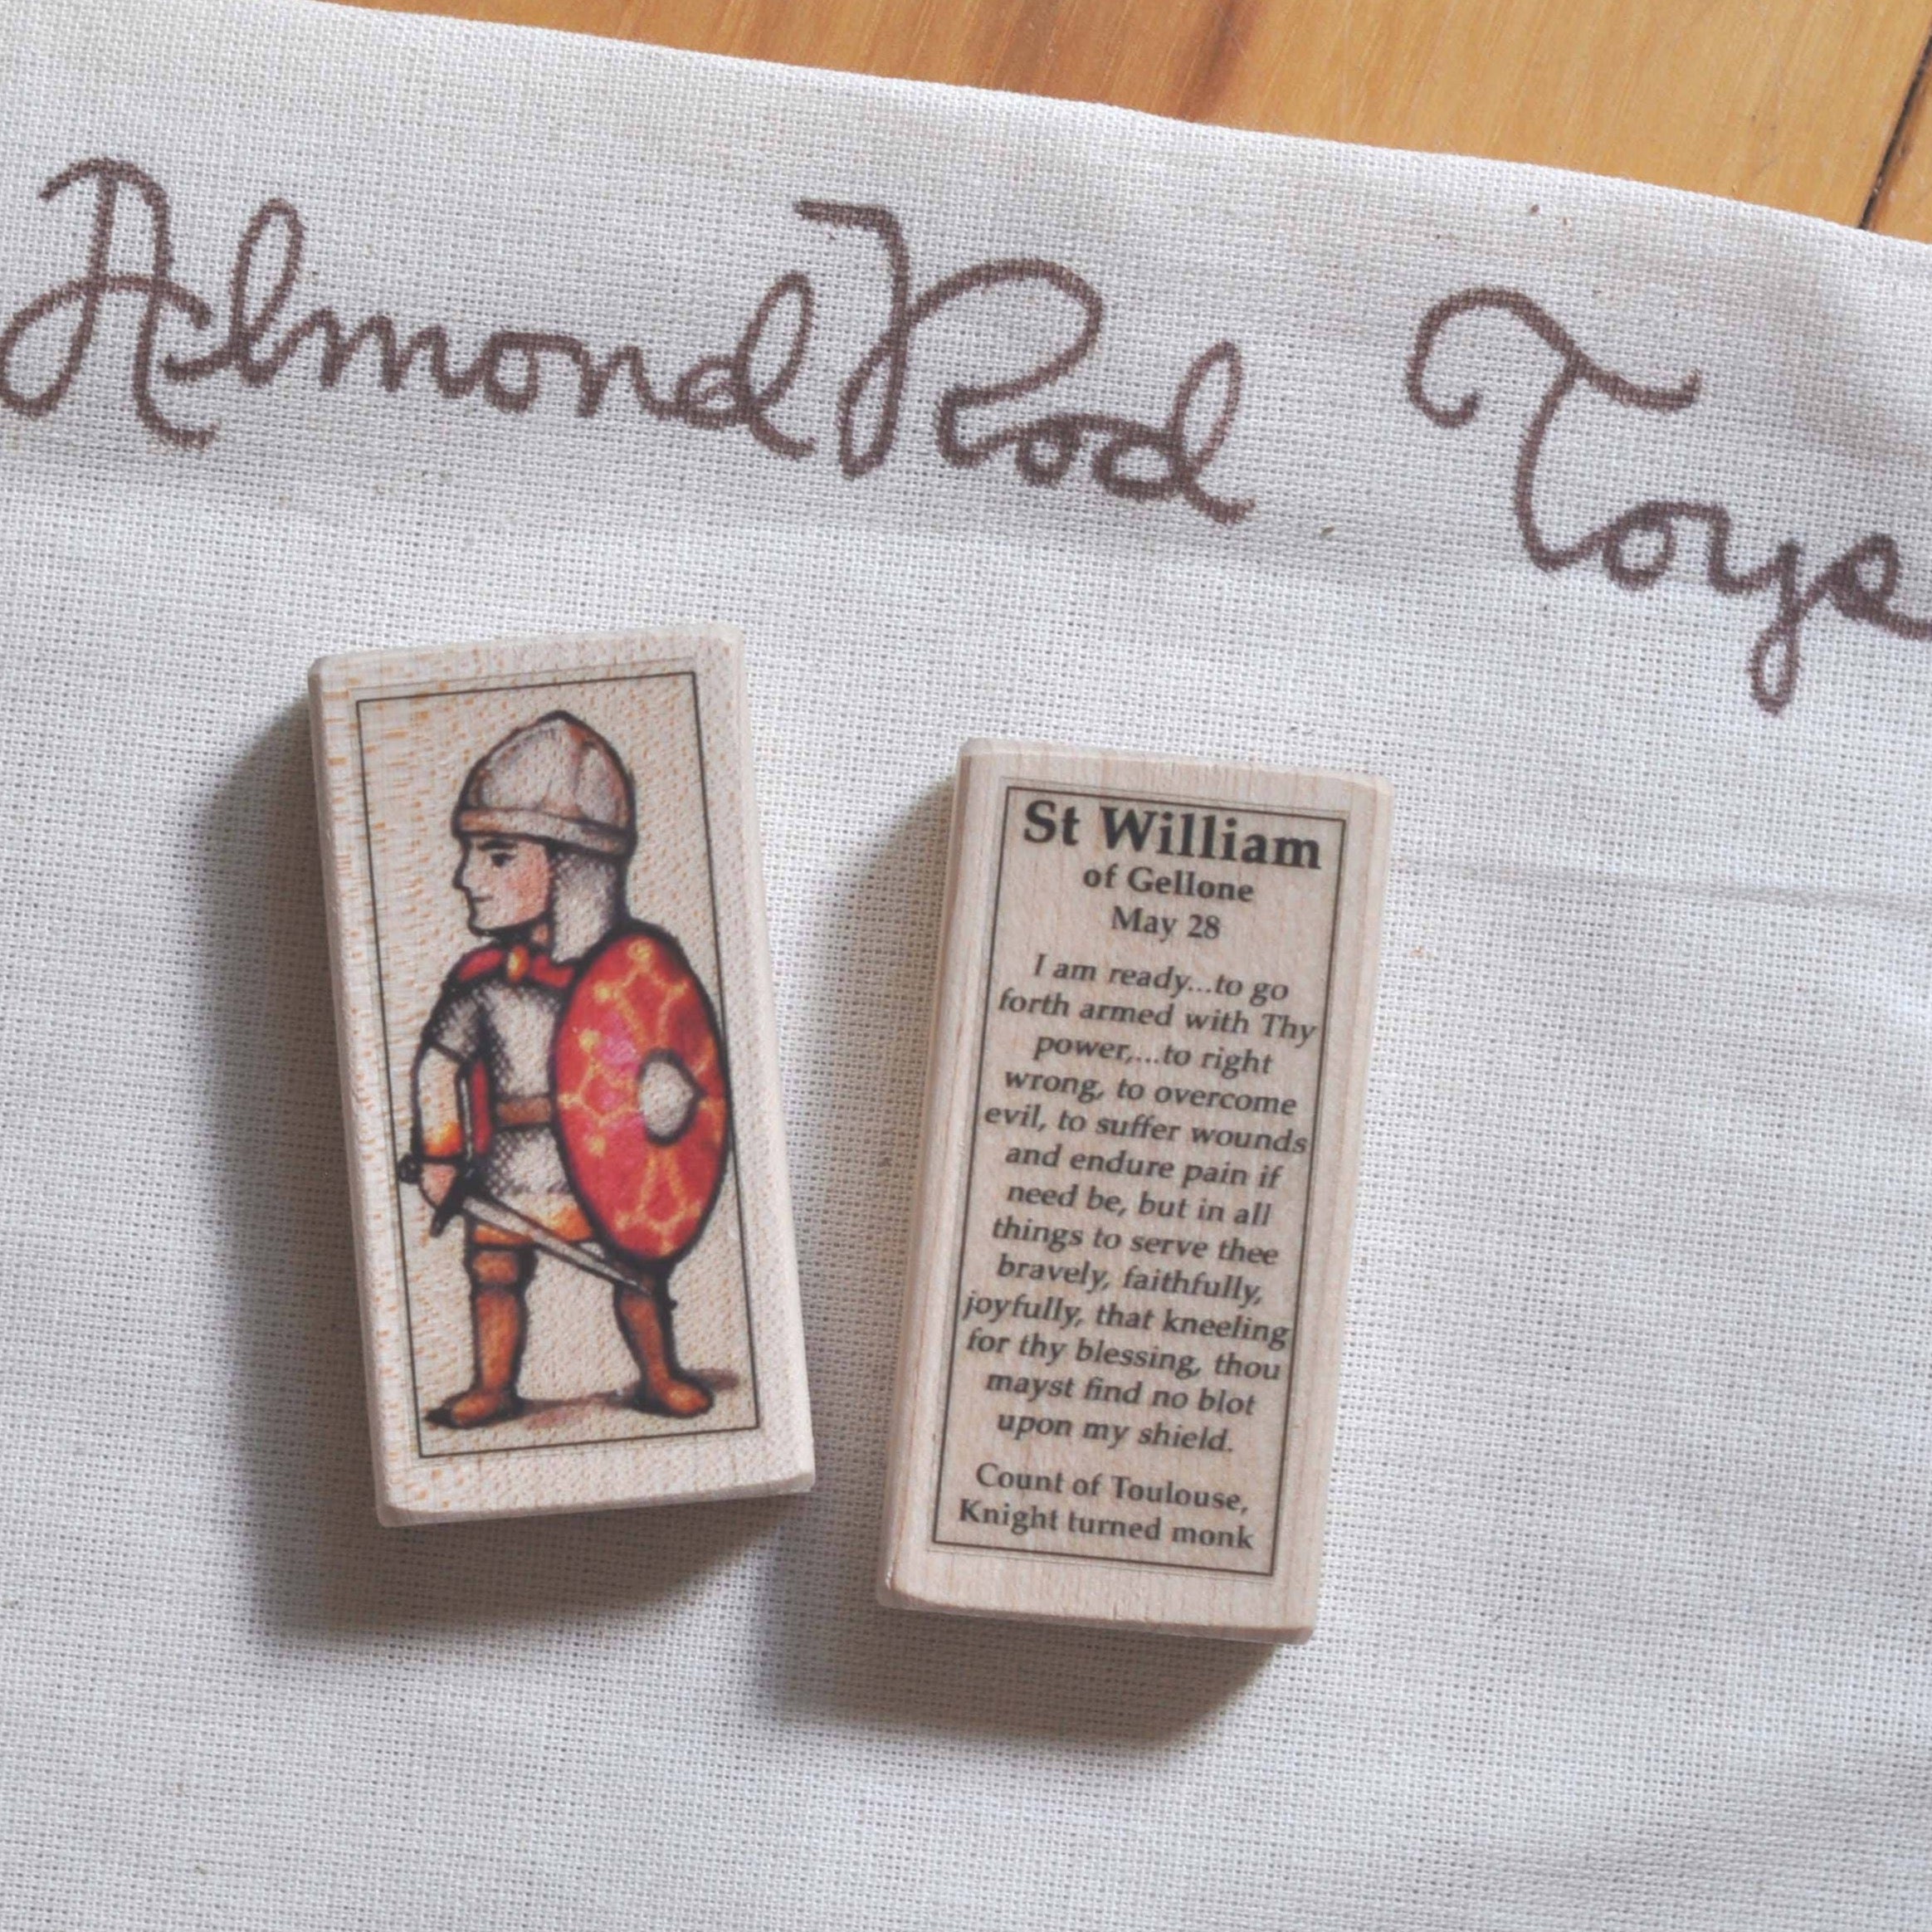 AlmondRod Toys
St William
of Gellone
May 28
I am ready...to go
forth armed with Thy
power,...to right
wrong, to overcome
evil, to suffer wounds
and endure pain if
need be, but in all
things to serve thee
bravely, faithfully,
joyfully, that kneeling
for thy blessing, thou
mayst find no blot
upon my shield.
Count of Toulouse,
Knight turned monk